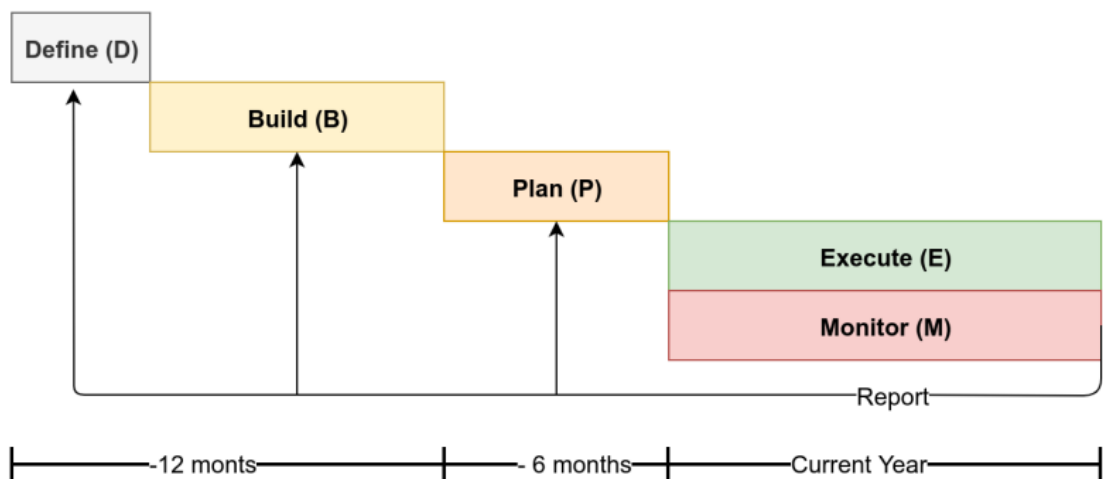 Define (D)
Build (B)
Plan (P)
Execute (E)
Monitor (M)
Report
-12 monts
- 6 months
Current Year